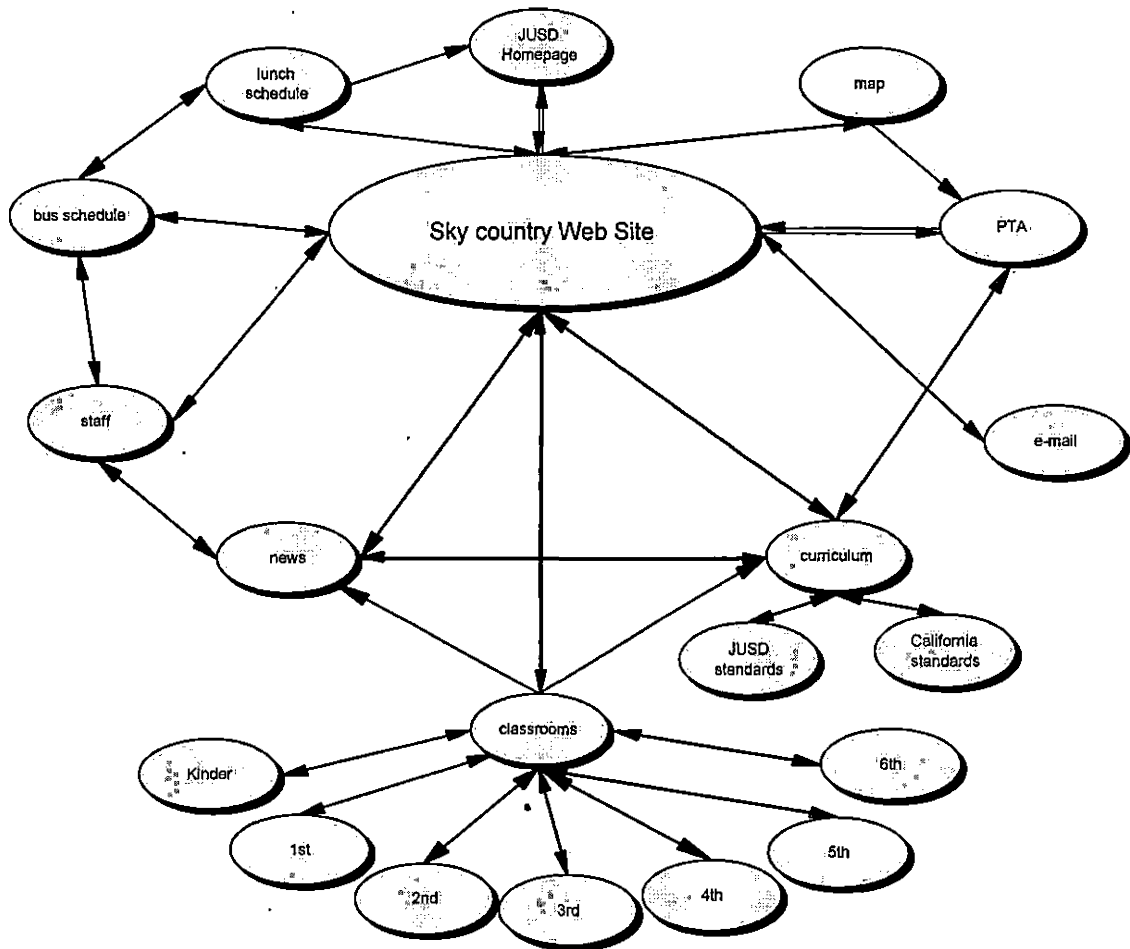 JUSD
Homepage
lunch
schedule
map
bus schedule
Sky country Web Site
PTA
staff
e-mail
news
curriculum
JUSD
standards
California
standards
classrooms
Kinder
6th
1st
5th
2nd
3rd
4th